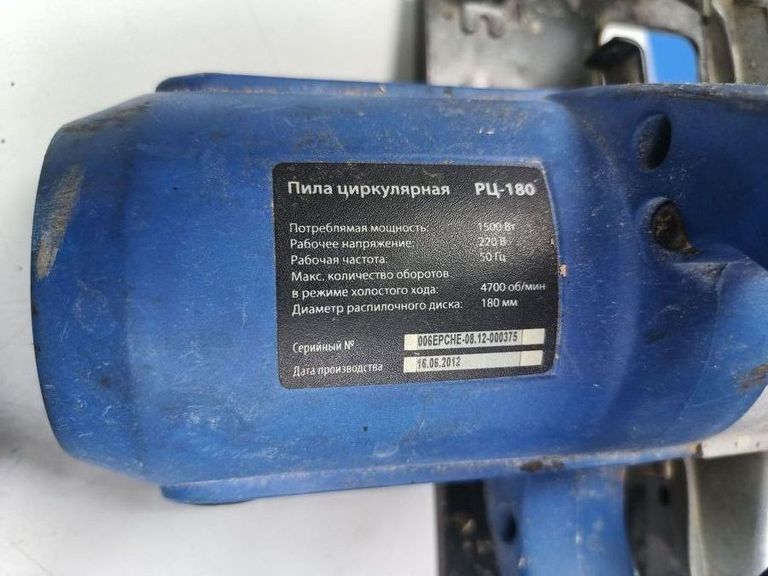 Пила циркулярная РЦ-180
Потреблямая мощность: 1500 Вт
Рабочее напряжение: 220 В
Рабочая частота: 50 Гц
Макс. количество оборотов
в режиме холостого хода: 4700 об/мин
Диаметр распилочного диска: 180 мм
Серийный № 006EPCHE-08.12-000375
Дата производства 16.06.2012